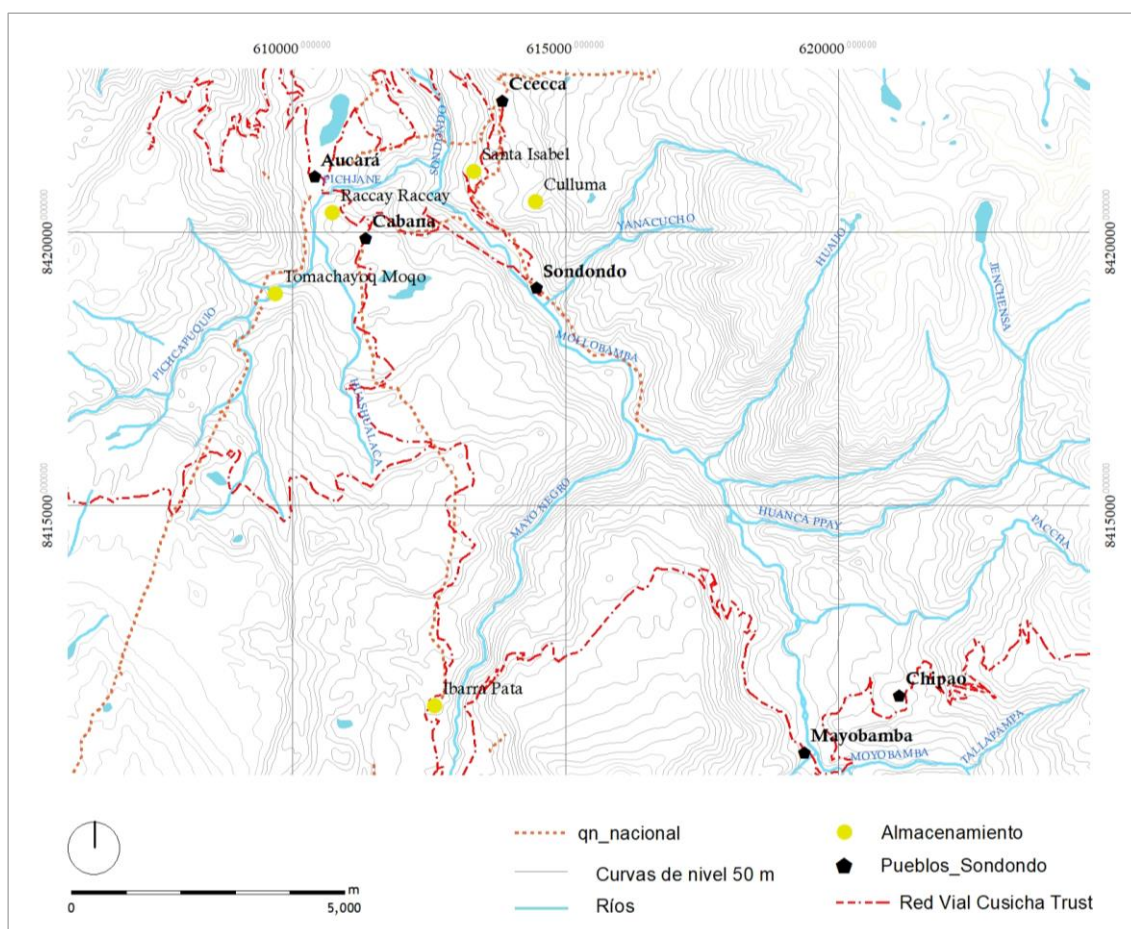 610000 000000
615000 000000
620000 000000
Ccecca
SONDONDO
Santa Isabel
Aucará
PICHJANE
Culluma
Raccay Raccay
Cabana
YANACUCHO
HUAIJO
8420000 000000
8420000 000000
JENCHENSA
Sondondo
Tomachayoq Moqo
PICHCAPUQUIO
MOLLOBAMBA
HUASHUALACA
MAYO NEGRO
8415000 000000
8415000 000000
HUANCA PPAY
PACCHA
Chipao
Ibarra Pata
Mayobamba
MOYOBAMBA
TALLAPAMPA
qn_nacional
Almacenamiento
Curvas de nivel 50 m
Pueblos_Sondondo
m
0
5,000
Ríos
Red Vial Cusicha Trust